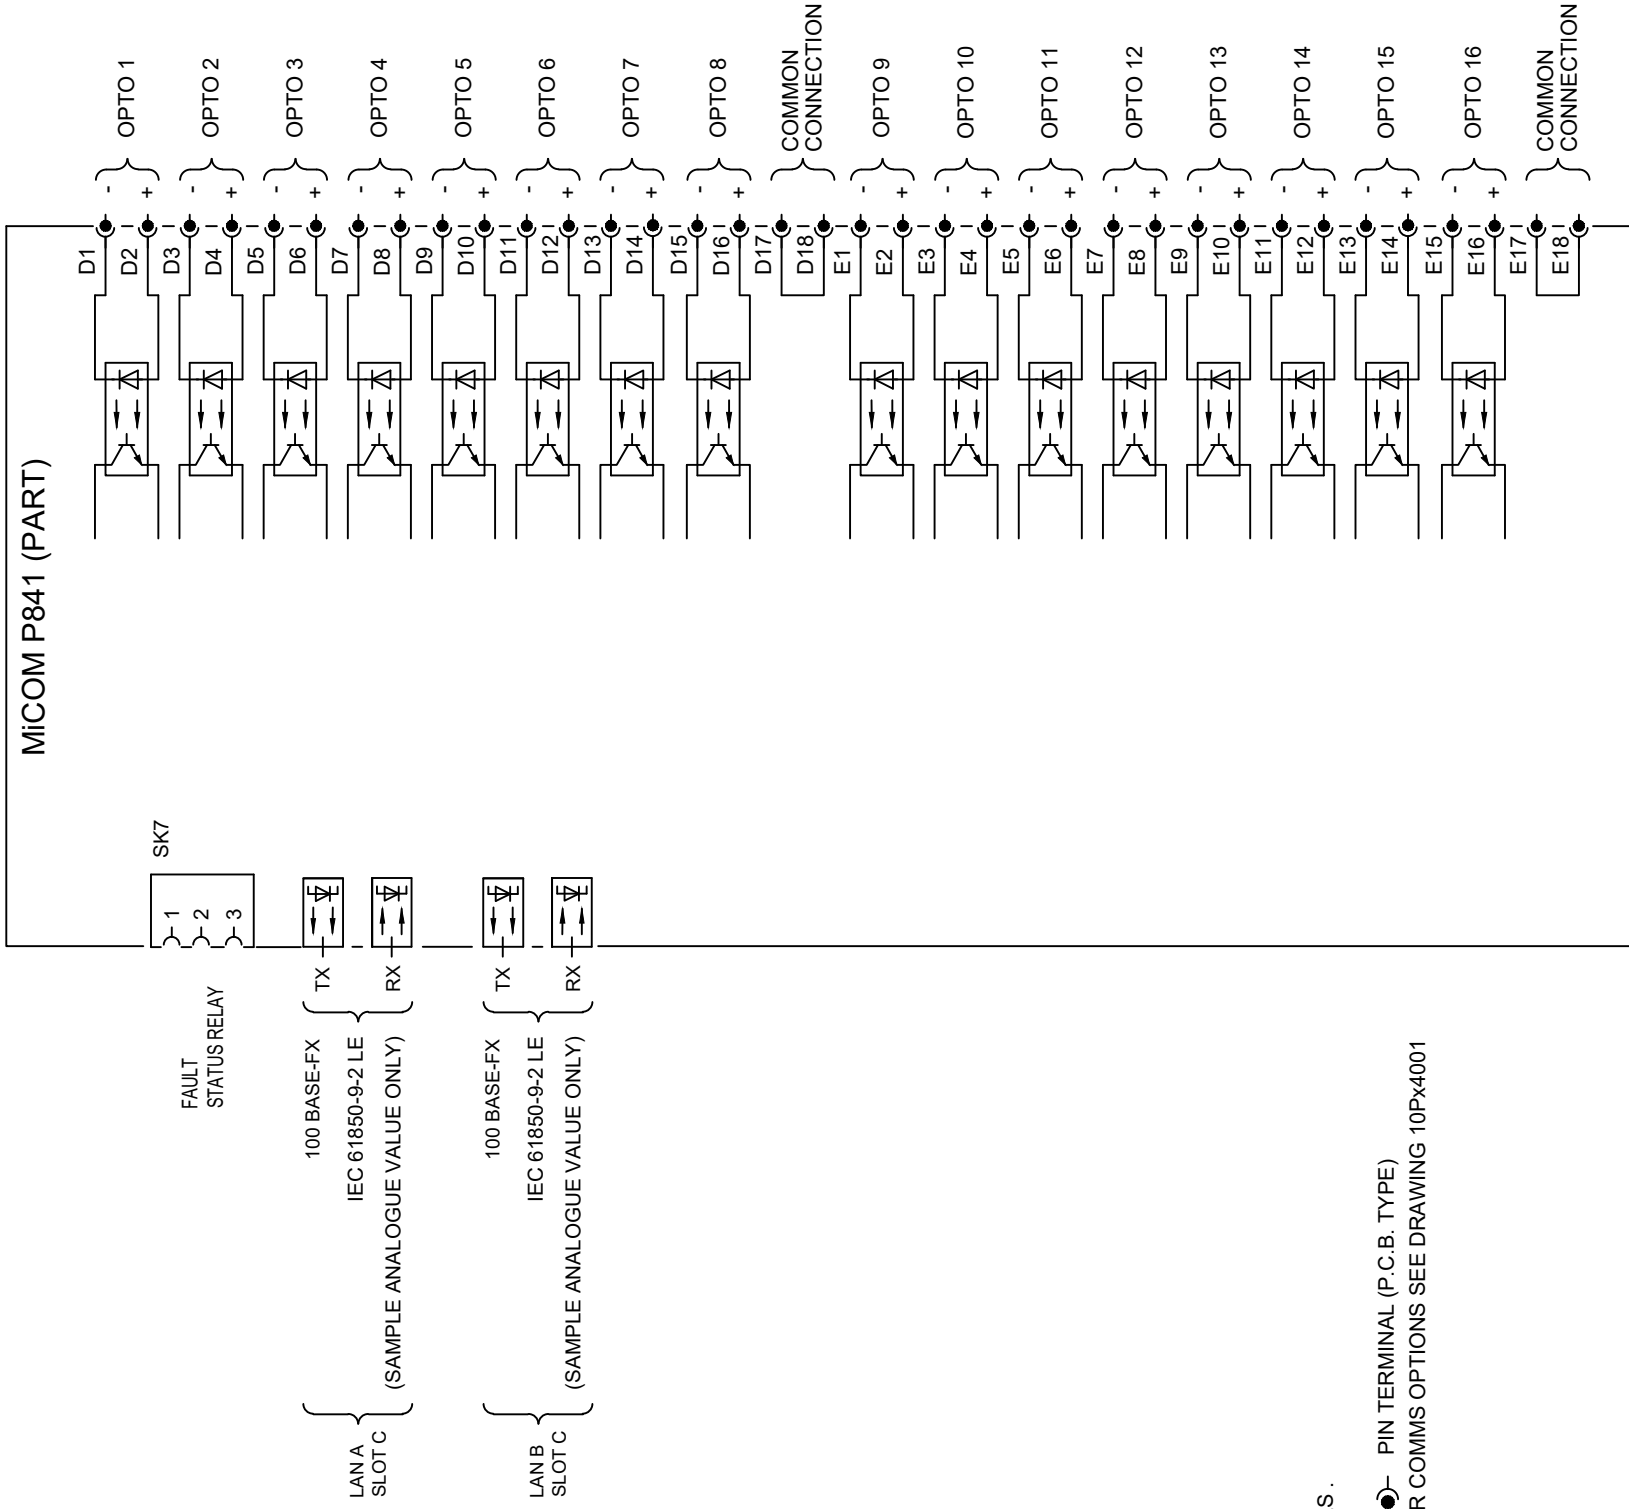 MiCOM P841 (PART)
SK7
1
2
3
FAULT
STATUS RELAY
TX
RX
100 BASE-FX
IEC 61850-9-2 LE
(SAMPLE ANALOGUE VALUE ONLY)
LAN A
SLOT C
TX
RX
100 BASE-FX
IEC 61850-9-2 LE
(SAMPLE ANALOGUE VALUE ONLY)
LAN B
SLOT C
D1 -
D2 +
OPTO 1
D3 -
D4 +
OPTO 2
D5 -
D6 +
OPTO 3
D7 -
D8 +
OPTO 4
D9 -
D10 +
OPTO 5
D11 -
D12 +
OPTO 6
D13 -
D14 +
OPTO 7
D15 -
D16 +
OPTO 8
D17
D18
COMMON
CONNECTION
E1 -
E2 +
OPTO 9
E3 -
E4 +
OPTO 10
E5 -
E6 +
OPTO 11
E7 -
E8 +
OPTO 12
E9 -
E10 +
OPTO 13
E11 -
E12 +
OPTO 14
E13 -
E14 +
OPTO 15
E15 -
E16 +
OPTO 16
E17
E18
COMMON
CONNECTION
S .
PIN TERMINAL (P.C.B. TYPE)
R COMMS OPTIONS SEE DRAWING 10Px4001